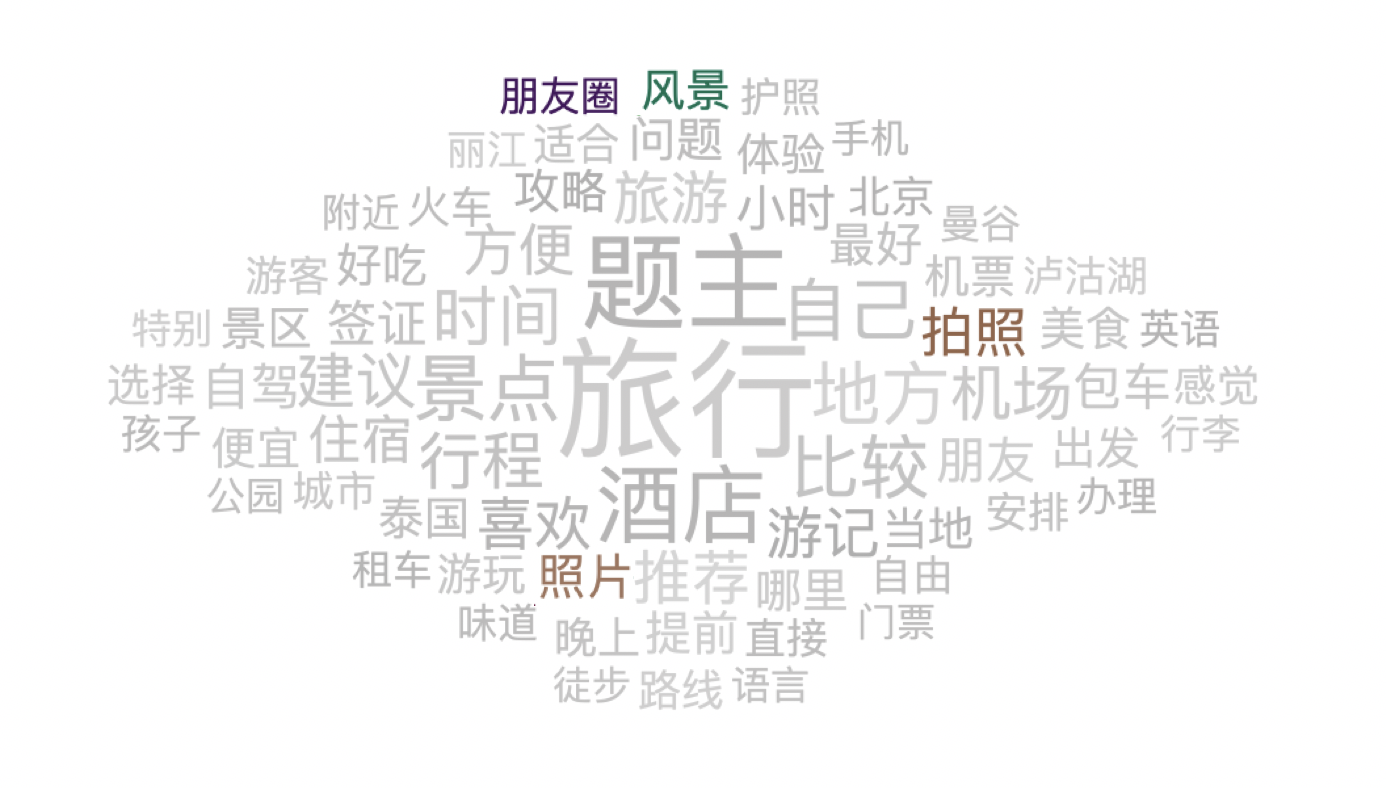 朋友圈 风景 护照
丽江 适合 问题 体验 手机
附近 火车 攻略 旅游 小时 北京 曼谷
游客 好吃 方便 题主 最好 机票 泸沽湖
特别 景区 签证 时间 自己 拍照 美食 英语
选择 自驾 建议 景点 旅行 地方 机场 包车 感觉
孩子 便宜 住宿 行程 比较 朋友 出发 行李
公园 城市 泰国 喜欢 酒店 游记 当地 安排 办理
租车 游玩 照片 推荐 哪里 自由
味道 晚上 提前 直接 门票
徒步 路线 语言